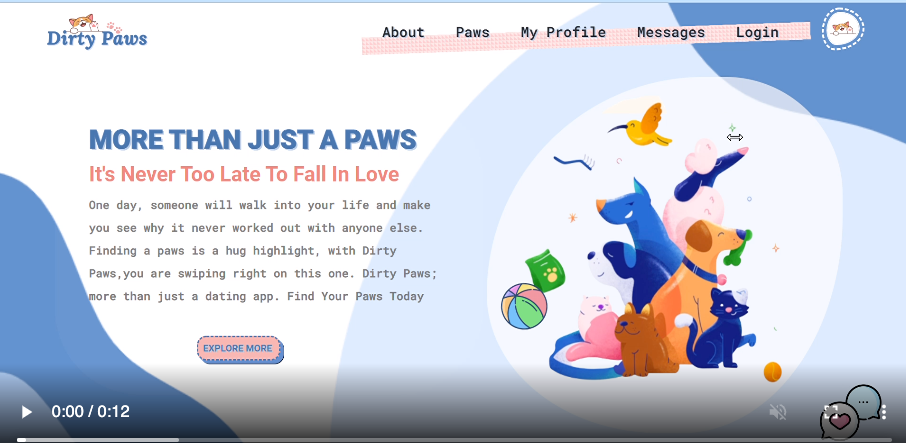 Dirty Paws
About Paws My Profile Messages Login
MORE THAN JUST A PAWS
It's Never Too Late To Fall In Love
One day, someone will walk into your life and make
you see why it never worked out with anyone else.
Finding a paws is a hug highlight, with Dirty
Paws,you are swiping right on this one. Dirty Paws;
more than just a dating app. Find Your Paws Today
EXPLORE MORE
0:00 / 0:12